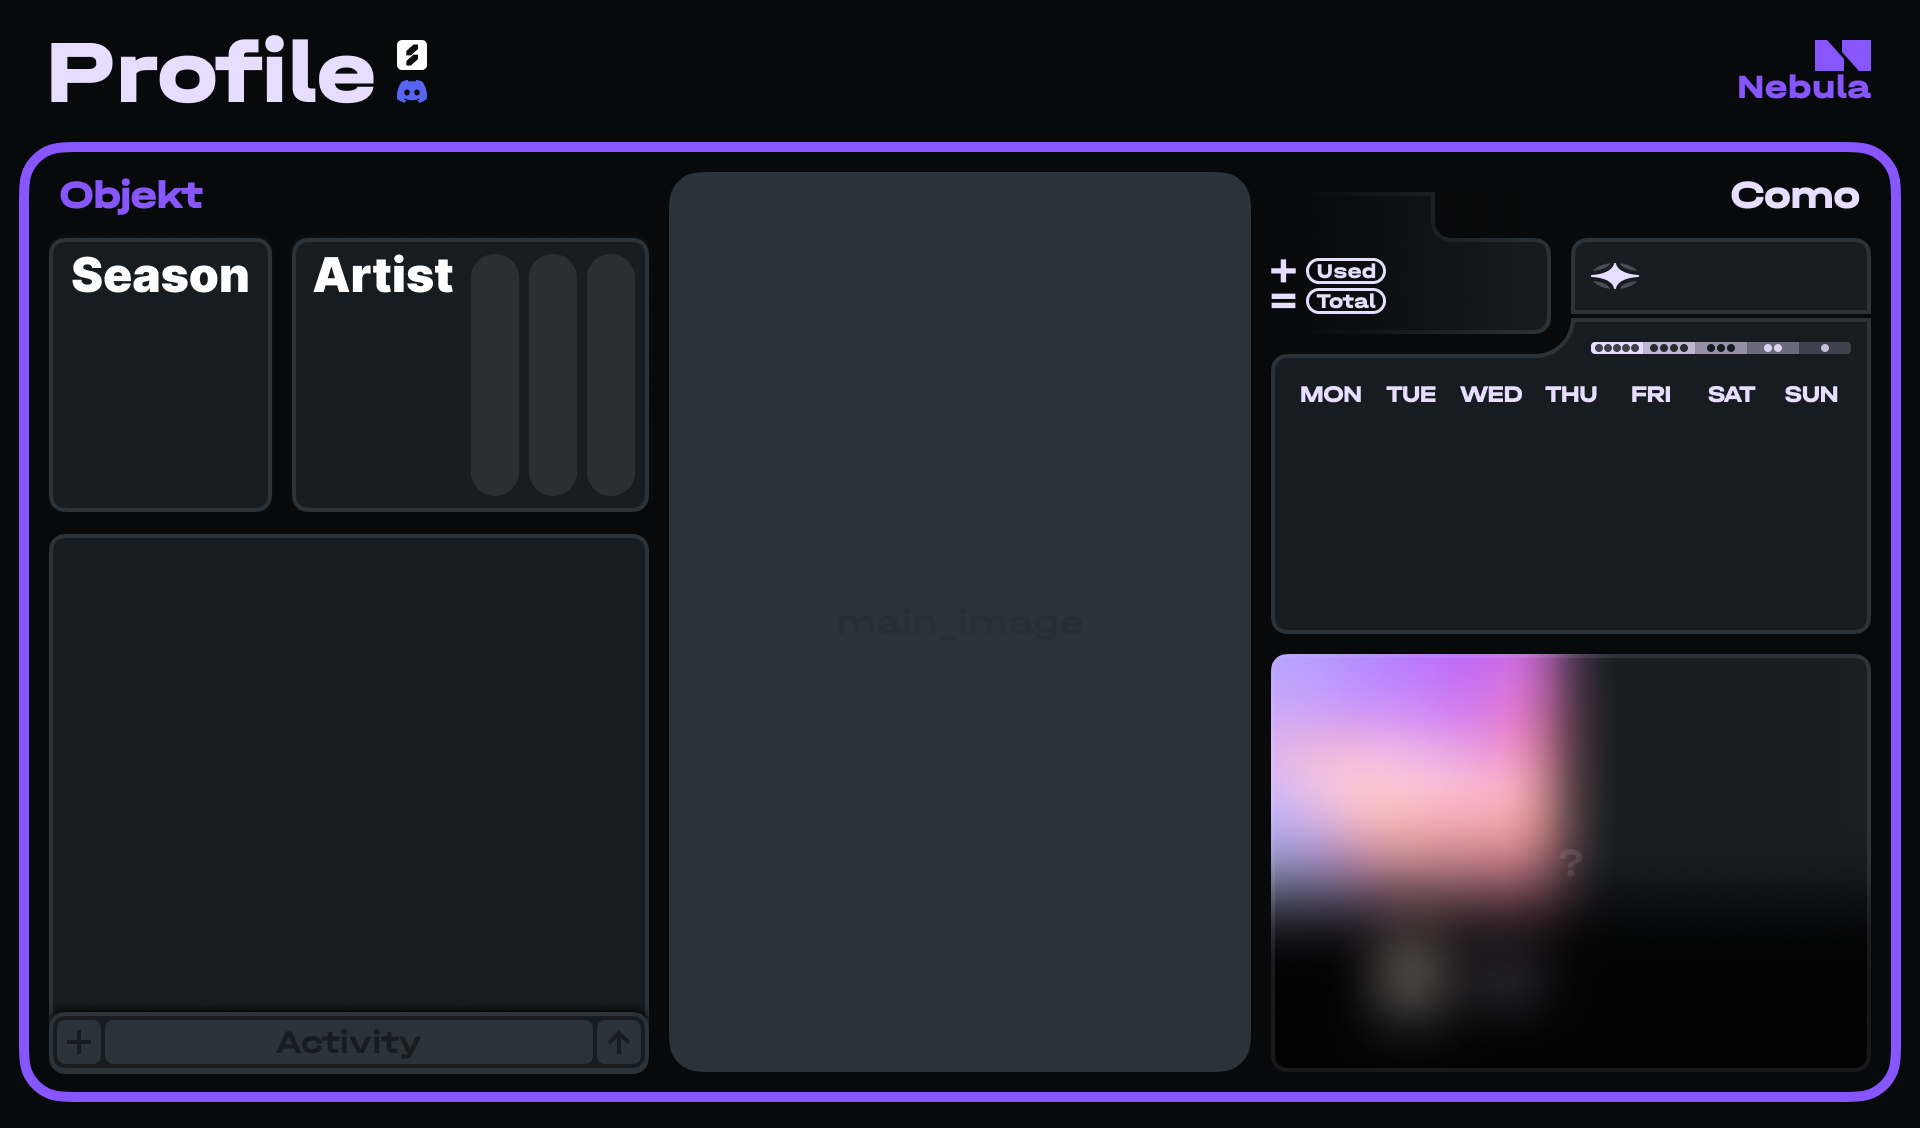 Profile
Nebula
Objekt
Season
Artist
Activity
main_image
Como
+ Used
= Total
MON TUE WED THU FRI SAT SUN
?